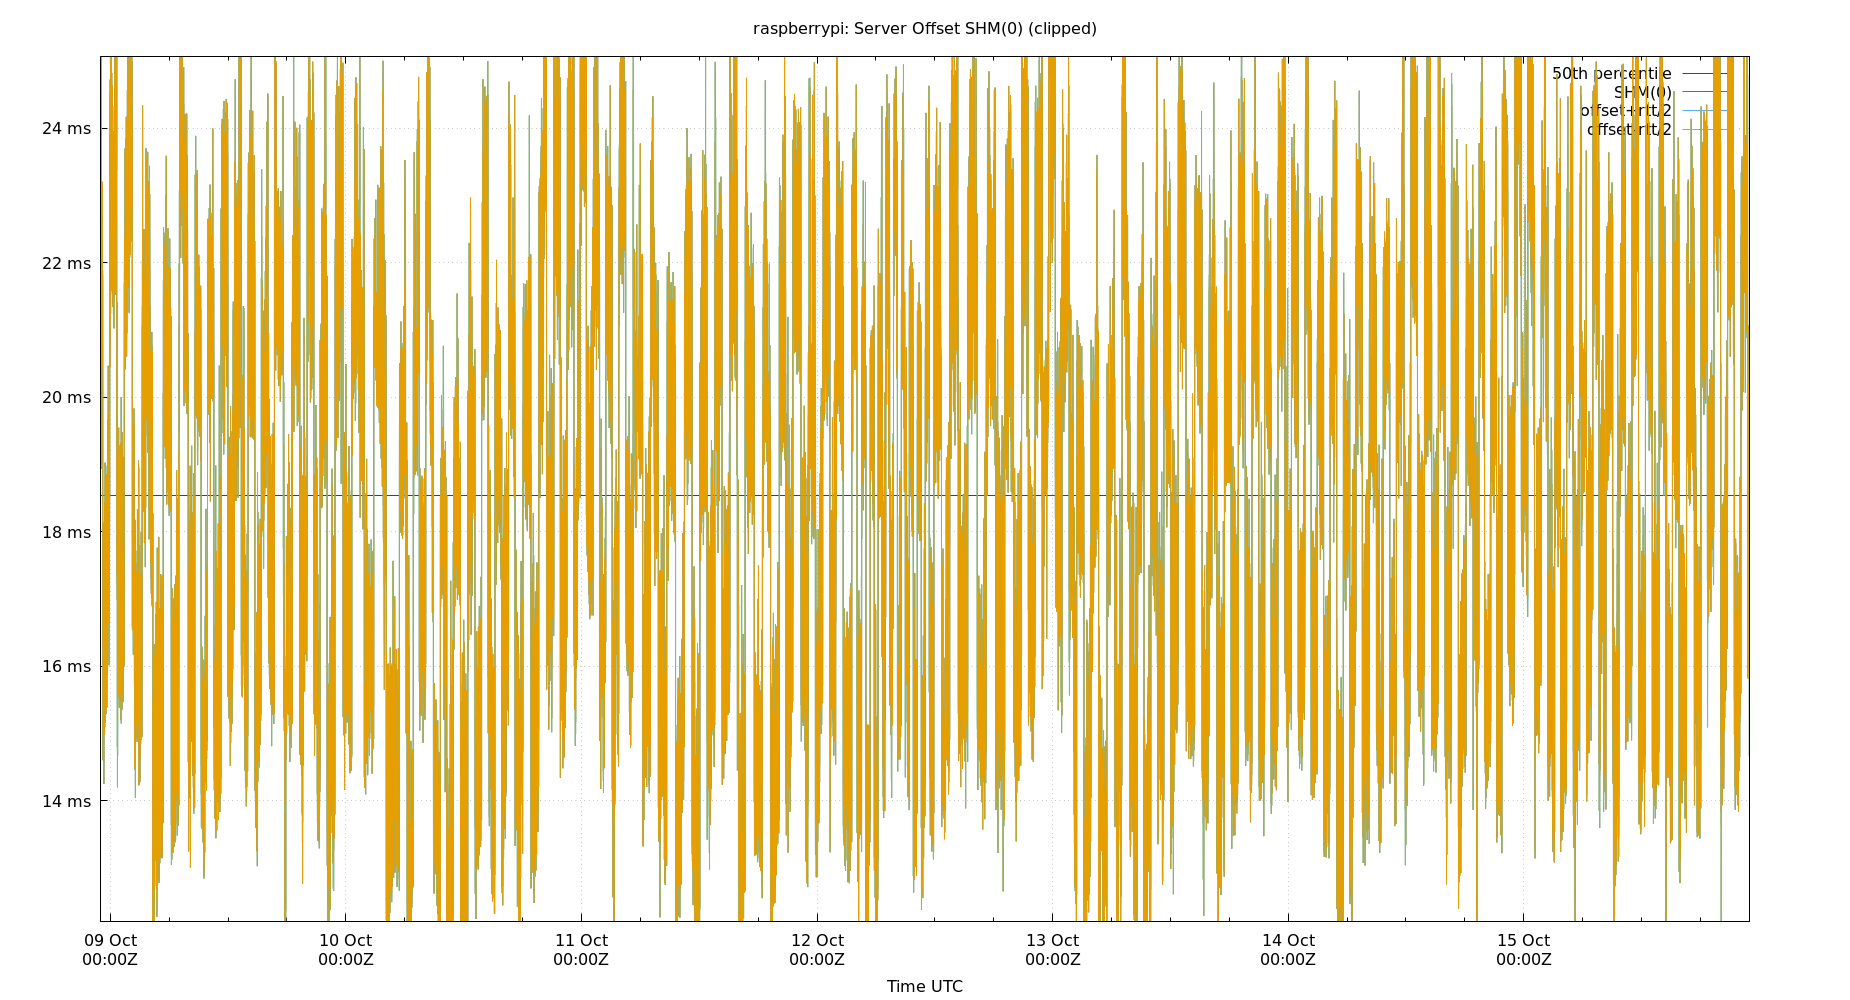 raspberrypi: Server Offset SHM(0) (clipped)
50th percentile
SHM(0)
offset+rtt/2
offset-rtt/2
24 ms
22 ms
20 ms
18 ms
16 ms
14 ms
09 Oct 10 Oct 11 Oct 12 Oct 13 Oct 14 Oct 15 Oct
00:00Z 00:00Z 00:00Z 00:00Z 00:00Z 00:00Z 00:00Z
Time UTC